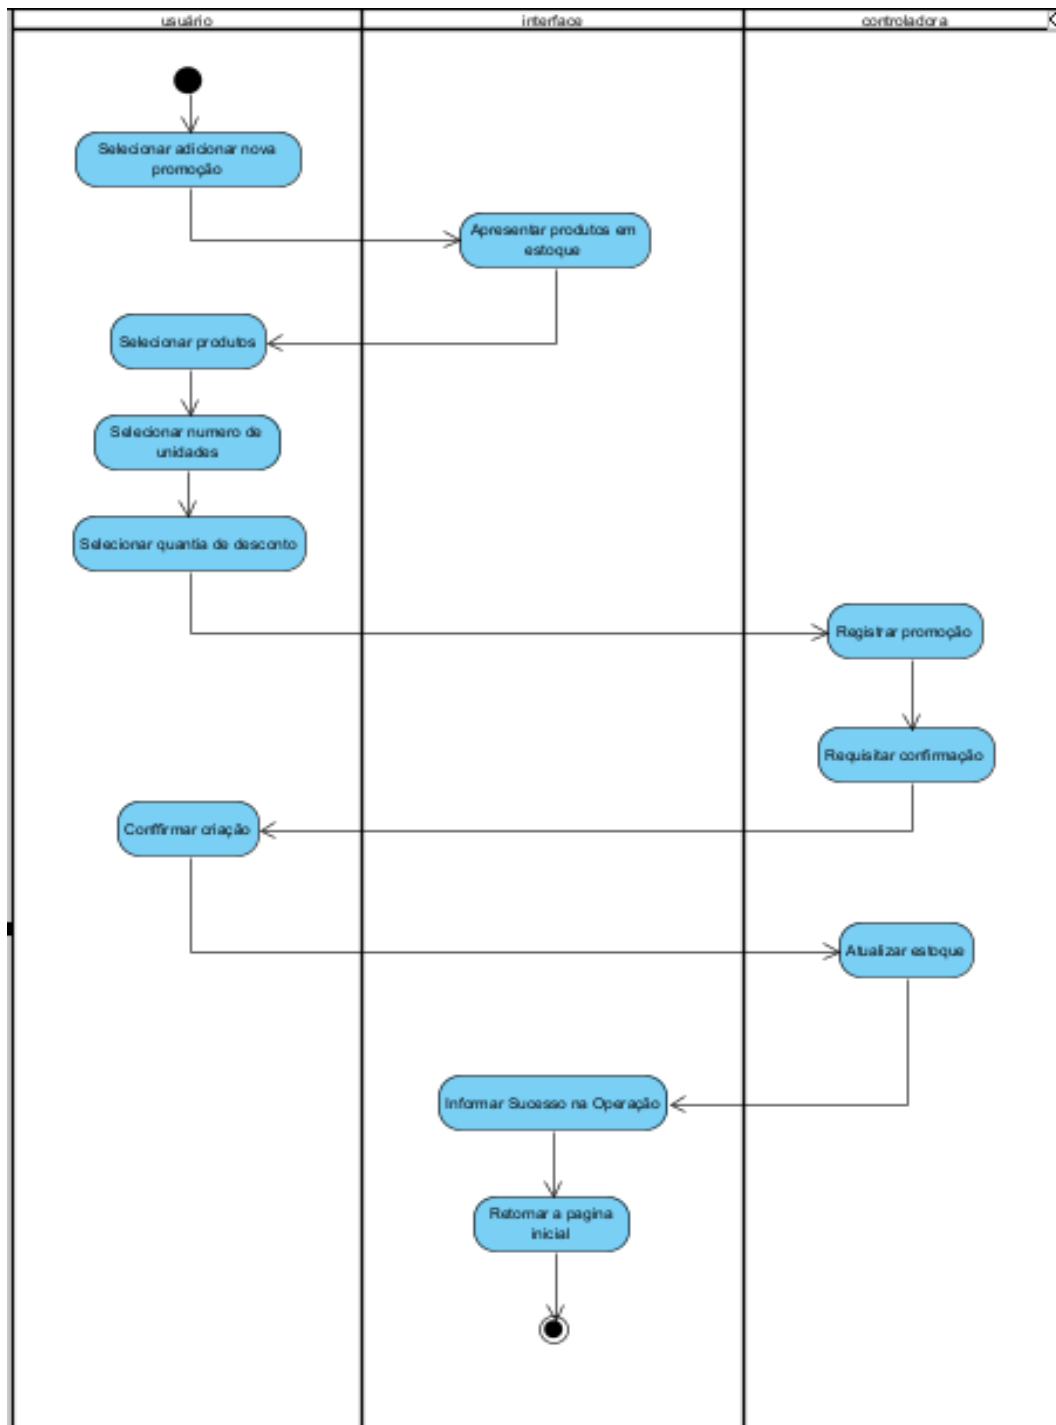 usuário
interface
controladora
Selecionar adicionar nova
promoção
Apresentar produtos em
estoque
Selecionar produtos
Selecionar numero de
unidades
Selecionar quantia de desconto
Registrar promoção
Requisitar confirmação
Conffirmar criação
Atualizar estoque
Informar Sucesso na Operação
Retornar a pagina
inicial